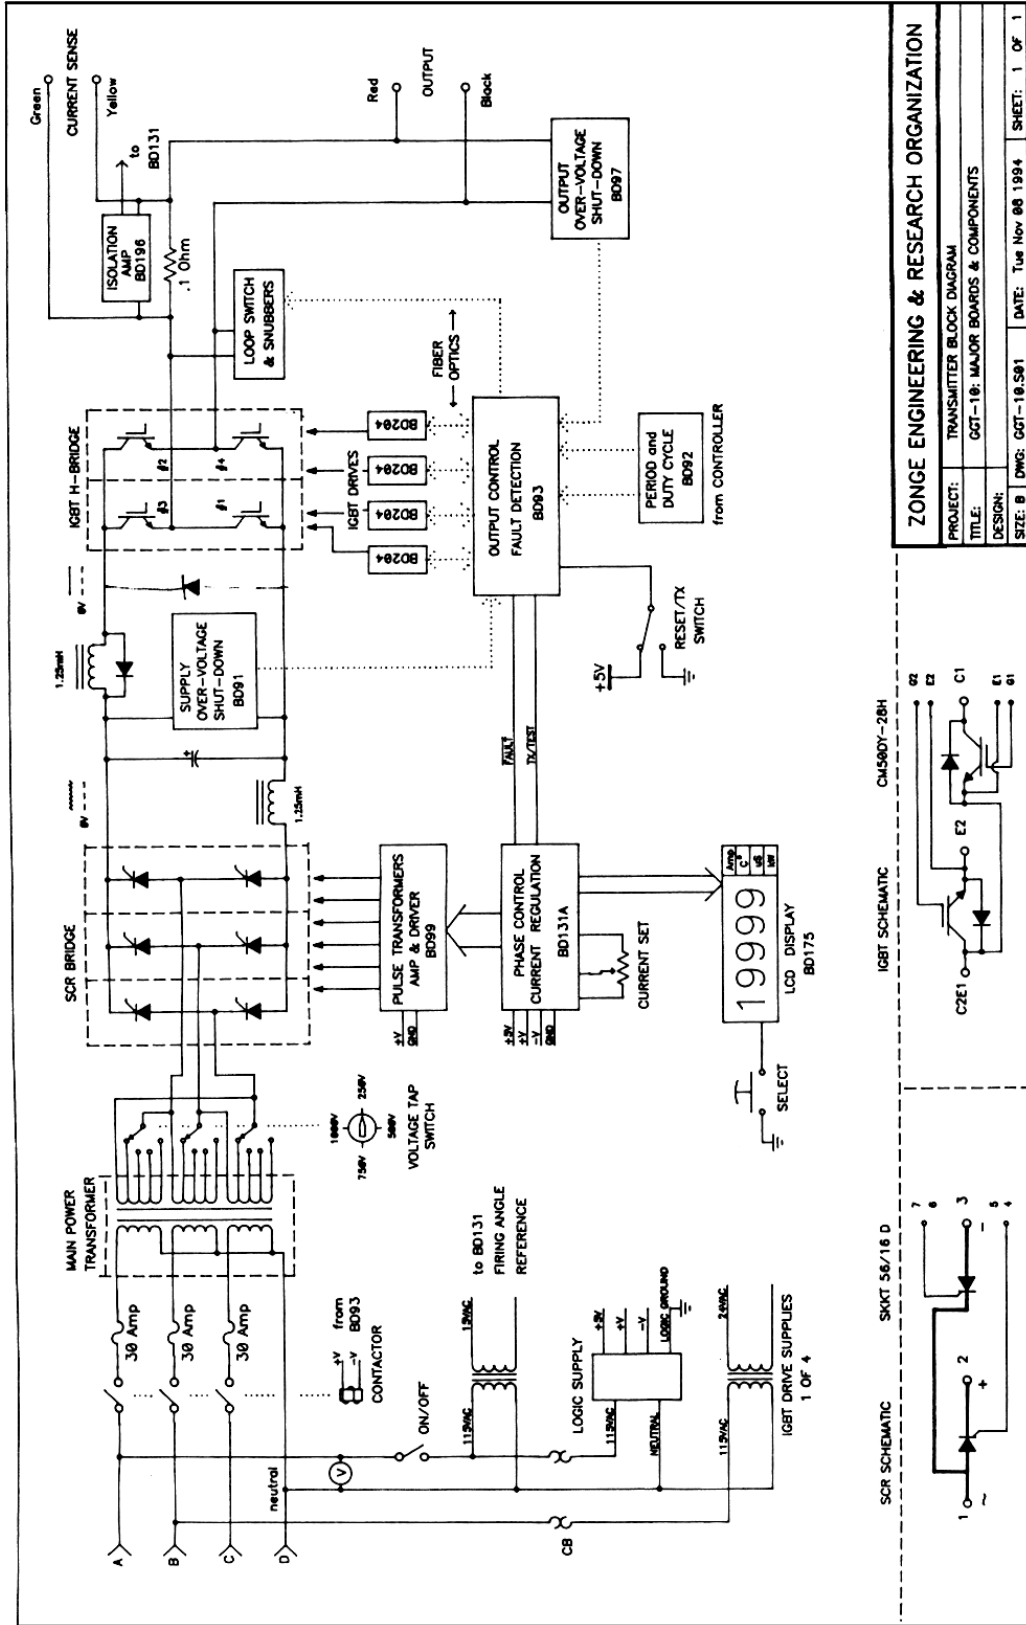 Green
CURRENT SENSE
Yellow
to
BD131
ISOLATION
AMP
BD196
.1 Ohm
Red
OUTPUT
Block
OUTPUT
OVER-VOLTAGE
SHUT-DOWN
BD97
LOOP SWITCH
& SNUBBERS
FIBER
OPTICS
IGBT H-BRIDGE
#2
#4
#3
#1
IGBT DRIVES
BD204
BD204
BD204
BD204
OUTPUT CONTROL
FAULT DETECTION
BD93
PERIOD and
DUTY CYCLE
BD92
from CONTROLLER
0V
1.25mH
SUPPLY
OVER-VOLTAGE
SHUT-DOWN
BD91
+5V
RESET/TX
SWITCH
FAULT
TX/TEST
0V
+
1.25mH
SCR BRIDGE
PULSE TRANSFORMERS
AMP & DRIVER
BD99
+V
GND
PHASE CONTROL
CURRENT REGULATION
BD131A
+5V
+V
-V
GND
CURRENT SET
19999
Amp
C°
uS
kW
LCD DISPLAY
BD175
SELECT
MAIN POWER
TRANSFORMER
1000V
250V
750V
500V
VOLTAGE TAP
SWITCH
30 Amp
30 Amp
30 Amp
+V
-V
from
BD93
CONTACTOR
ON/OFF
A
B
C
D
neutral
V
CB
115VAC
15VAC
to BD131
FIRING ANGLE
REFERENCE
LOGIC SUPPLY
115VAC
NEUTRAL
+5V
+V
-V
LOGIC GROUND
115VAC
24VAC
IGBT DRIVE SUPPLIES
1 OF 4
SCR SCHEMATIC
SKKT 56/16 D
1
~
2
+
3
-
7
6
5
4
IGBT SCHEMATIC
CM50DY-28H
C2E1
E2
C1
G2
E2
E1
G1
ZONGE ENGINEERING & RESEARCH ORGANIZATION
PROJECT: TRANSMITTER BLOCK DIAGRAM
TITLE: GGT-10: MAJOR BOARDS & COMPONENTS
DESIGN:
SIZE: B DWG: GGT-10.S01 DATE: Tue Nov 08 1994 SHEET: 1 OF 1